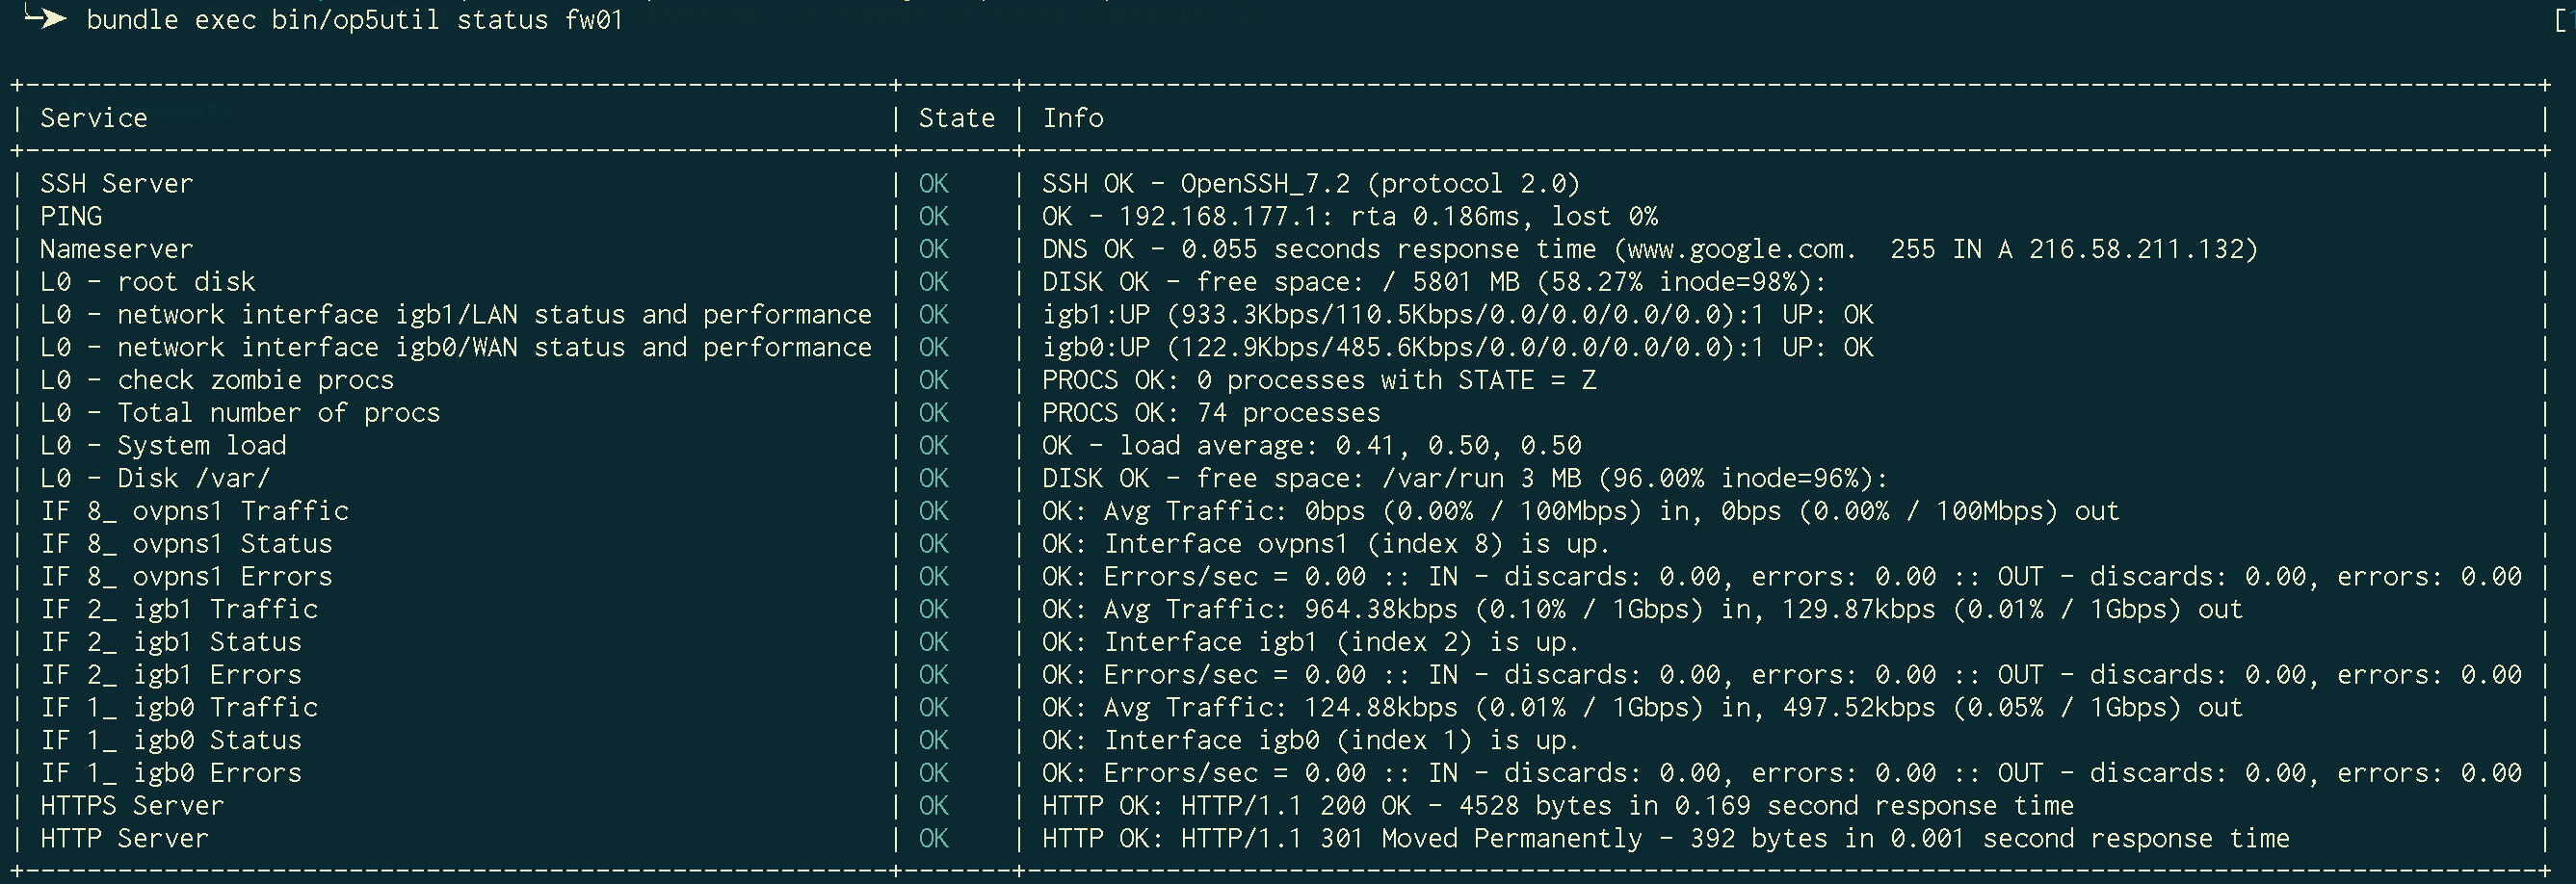 bundle exec bin/op5util status fw01 [
+--------------------------------------------------------+-------+--------------------------------------------------------------------------------------------------+
| Service | State | Info |
+--------------------------------------------------------+-------+--------------------------------------------------------------------------------------------------+
| SSH Server | OK | SSH OK - OpenSSH_7.2 (protocol 2.0) |
| PING | OK | OK - 192.168.177.1: rta 0.186ms, lost 0% |
| Nameserver | OK | DNS OK - 0.055 seconds response time (www.google.com.  255 IN A 216.58.211.132) |
| L0 - root disk | OK | DISK OK - free space: / 5801 MB (58.27% inode=98%): |
| L0 - network interface igb1/LAN status and performance | OK | igb1:UP (933.3Kbps/110.5Kbps/0.0/0.0/0.0/0.0):1 UP: OK |
| L0 - network interface igb0/WAN status and performance | OK | igb0:UP (122.9Kbps/485.6Kbps/0.0/0.0/0.0/0.0):1 UP: OK |
| L0 - check zombie procs | OK | PROCS OK: 0 processes with STATE = Z |
| L0 - Total number of procs | OK | PROCS OK: 74 processes |
| L0 - System load | OK | OK - load average: 0.41, 0.50, 0.50 |
| L0 - Disk /var/ | OK | DISK OK - free space: /var/run 3 MB (96.00% inode=96%): |
| IF 8_ ovpns1 Traffic | OK | OK: Avg Traffic: 0bps (0.00% / 100Mbps) in, 0bps (0.00% / 100Mbps) out |
| IF 8_ ovpns1 Status | OK | OK: Interface ovpns1 (index 8) is up. |
| IF 8_ ovpns1 Errors | OK | OK: Errors/sec = 0.00 :: IN - discards: 0.00, errors: 0.00 :: OUT - discards: 0.00, errors: 0.00 |
| IF 2_ igb1 Traffic | OK | OK: Avg Traffic: 964.38kbps (0.10% / 1Gbps) in, 129.87kbps (0.01% / 1Gbps) out |
| IF 2_ igb1 Status | OK | OK: Interface igb1 (index 2) is up. |
| IF 2_ igb1 Errors | OK | OK: Errors/sec = 0.00 :: IN - discards: 0.00, errors: 0.00 :: OUT - discards: 0.00, errors: 0.00 |
| IF 1_ igb0 Traffic | OK | OK: Avg Traffic: 124.88kbps (0.01% / 1Gbps) in, 497.52kbps (0.05% / 1Gbps) out |
| IF 1_ igb0 Status | OK | OK: Interface igb0 (index 1) is up. |
| IF 1_ igb0 Errors | OK | OK: Errors/sec = 0.00 :: IN - discards: 0.00, errors: 0.00 :: OUT - discards: 0.00, errors: 0.00 |
| HTTPS Server | OK | HTTP OK: HTTP/1.1 200 OK - 4528 bytes in 0.169 second response time |
| HTTP Server | OK | HTTP OK: HTTP/1.1 301 Moved Permanently - 392 bytes in 0.001 second response time |
+--------------------------------------------------------+-------+--------------------------------------------------------------------------------------------------+